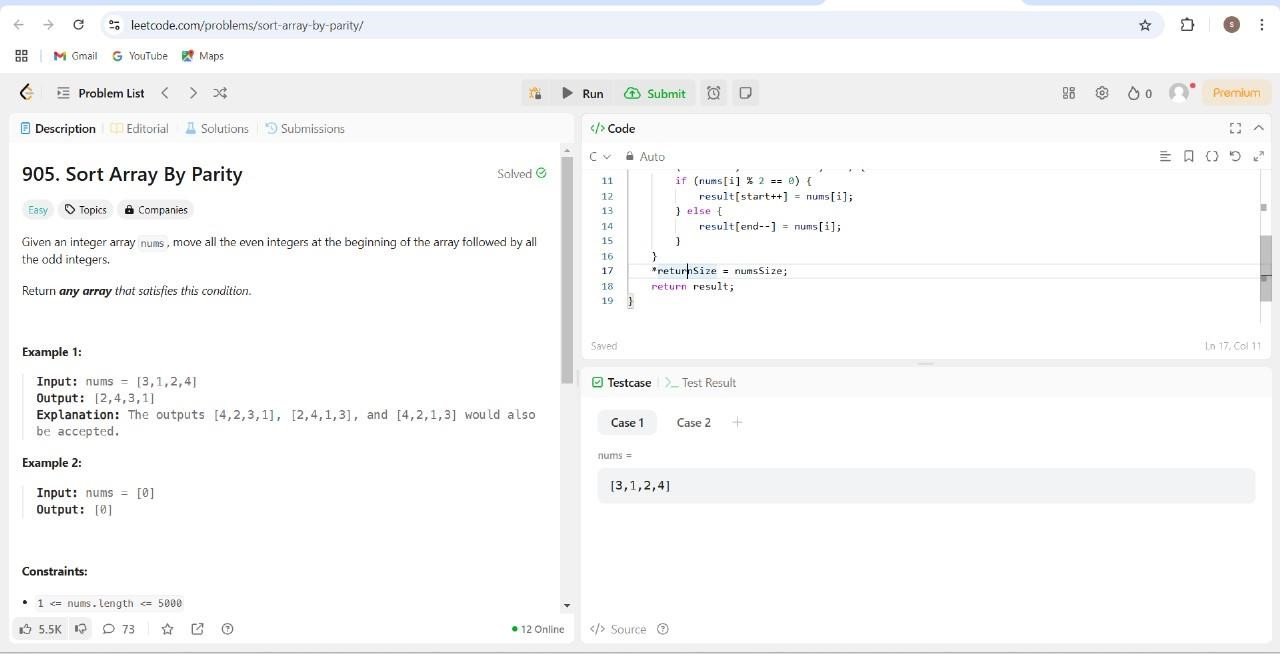 leetcode.com/problems/sort-array-by-parity/
S
Gmail YouTube Maps
Problem List Run Submit 0 Premium
Description Editorial Solutions Submissions
905. Sort Array By Parity
Solved
Easy Topics Companies
Given an integer array nums, move all the even integers at the beginning of the array followed by all
the odd integers.
Return any array that satisfies this condition.
Example 1:
Input: nums = [3,1,2,4]
Output: [2,4,3,1]
Explanation: The outputs [4,2,3,1], [2,4,1,3], and [4,2,1,3] would also
be accepted.
Example 2:
Input: nums = [0]
Output: [0]
Constraints:
• 1 <= nums.length <= 5000
5.5K 73 12 Online
</> Code
C Auto
11 if (nums[i] % 2 == 0) {
12 result[start++] = nums[i];
13 } else {
14 result[end--] = nums[i];
15 }
16 }
17 *returnSize = numsSize;
18 return result;
19 }
Saved Ln 17, Col 11
Testcase >_ Test Result
Case 1 Case 2 +
nums =
[3,1,2,4]
</> Source